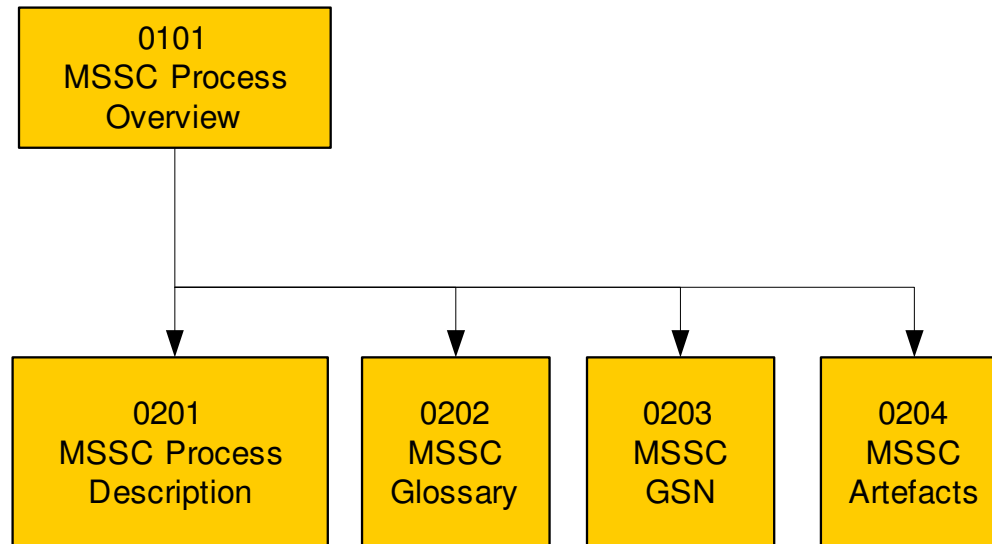 0101
MSSC Process
Overview
0201
MSSC Process
Description
0202
MSSC
Glossary
0203
MSSC
GSN
0204
MSSC
Artefacts